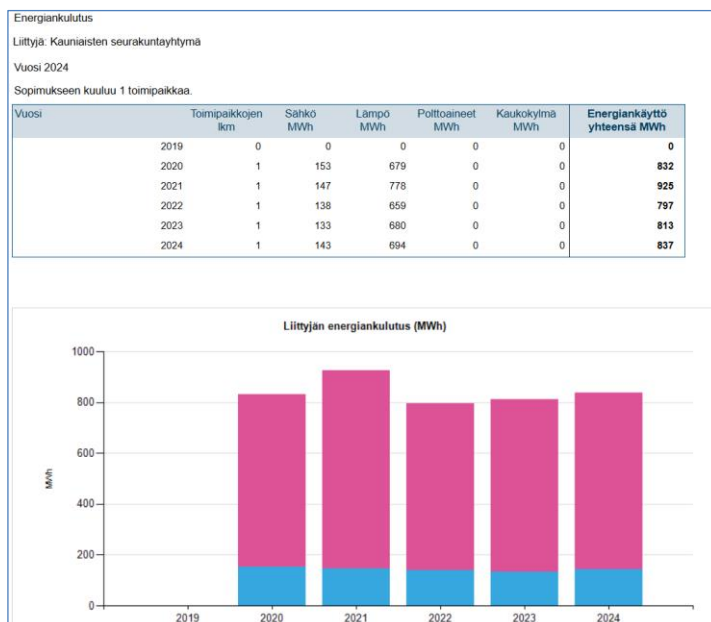 Energiankulutus
Liittyjä: Kauniaisten seurakuntayhtymä
Vuosi 2024
Sopimukseen kuuluu 1 toimipaikkaa.
Vuosi Toimipaikkojen lkm Sähkö MWh Lämpö MWh Polttoaineet MWh Kaukokylmä MWh Energiankäyttö yhteensä MWh
2019 0 0 0 0 0 0
2020 1 153 679 0 0 832
2021 1 147 778 0 0 925
2022 1 138 659 0 0 797
2023 1 133 680 0 0 813
2024 1 143 694 0 0 837
Liittyjän energiankulutus (MWh)
1000
800
600
400
200
0
MWh
2019 2020 2021 2022 2023 2024